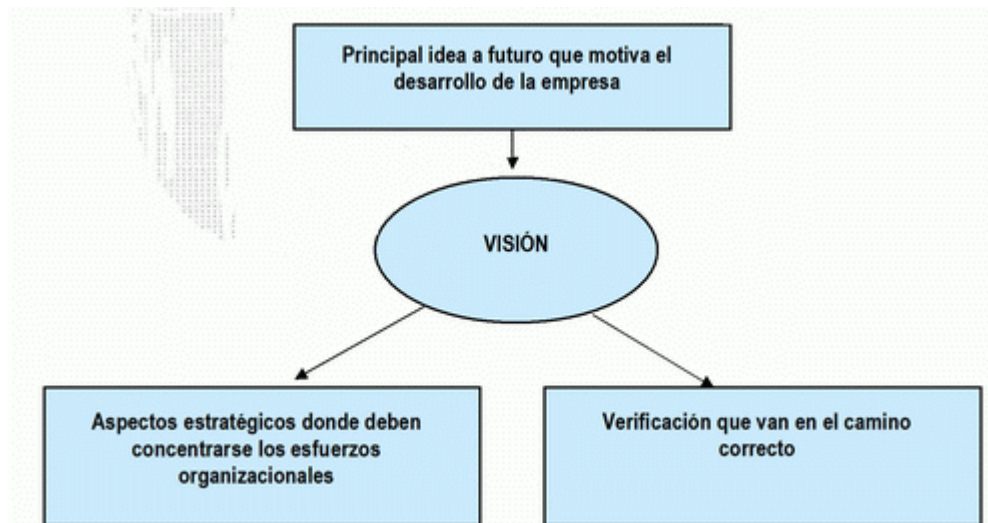 Principal idea a futuro que motiva el
desarrollo de la empresa
VISIÓN
Aspectos estratégicos donde deben
concentrarse los esfuerzos
organizacionales
Verificación que van en el camino
correcto